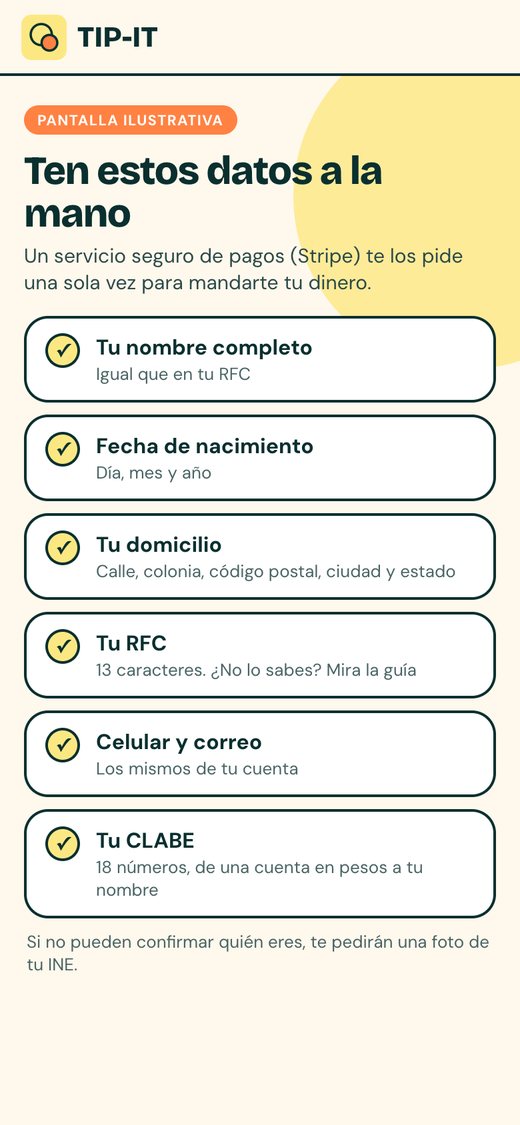 TIP-IT
PANTALLA ILUSTRATIVA
Ten estos datos a la
mano
Un servicio seguro de pagos (Stripe) te los pide
una sola vez para mandarte tu dinero.
Tu nombre completo
Igual que en tu RFC
Fecha de nacimiento
Día, mes y año
Tu domicilio
Calle, colonia, código postal, ciudad y estado
Tu RFC
13 caracteres. ¿No lo sabes? Mira la guía
Celular y correo
Los mismos de tu cuenta
Tu CLABE
18 números, de una cuenta en pesos a tu
nombre
Si no pueden confirmar quién eres, te pedirán una foto de
tu INE.